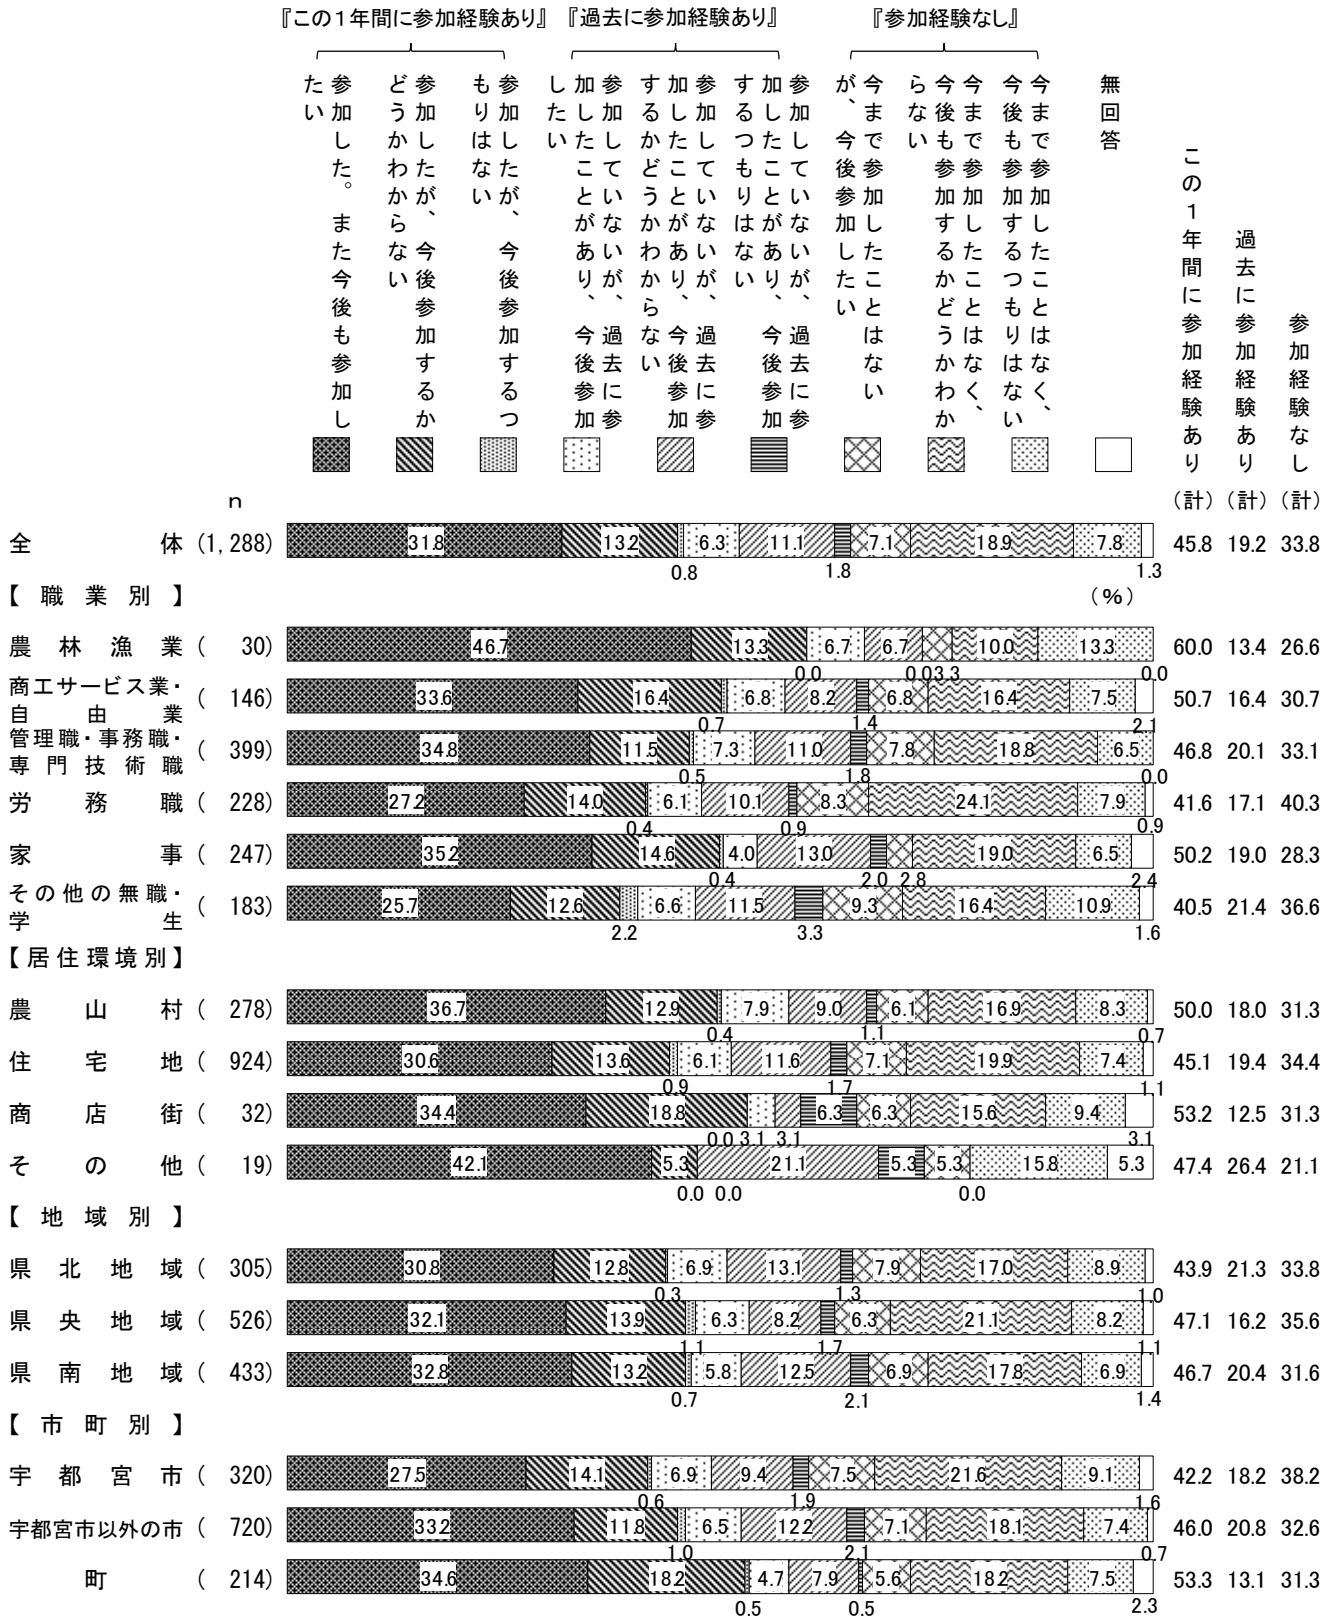 『この１年間に参加経験あり』 『過去に参加経験あり』 『参加経験なし』
参加した。また今後も参加し
たい
参加したが、今後参加するか
どうかわからない
参加したが、今後参加するつ
もりはない
参加していないが、過去に参
加したことがあり、今後参加
したい
参加していないが、過去に参
加したことがあり、今後参加
するかどうかわからない
参加していないが、過去に参
加したことがあり、今後参加
するつもりはない
今まで参加したことはない
が、今後参加したい
今まで参加したことはなく、
今後も参加するかどうかわか
らない
今まで参加したことはなく、
今後も参加するつもりはない
無回答
この１年間に参加経験あり（計）
過去に参加経験あり（計）
参加経験なし（計）
n
全体 (1,288) 31.8 13.2 6.3 11.1 7.1 18.9 7.8 45.8 19.2 33.8
0.8 1.8 1.3
【職業別】 （％）
農林漁業 ( 30) 46.7 13.3 6.7 6.7 10.0 13.3 60.0 13.4 26.6
0.0 0.0 3.3 0.0
商工サービス業・
自由業 ( 146) 33.6 16.4 6.8 8.2 6.8 16.4 7.5 50.7 16.4 30.7
0.7 1.4 2.1
管理職・事務職・
専門技術職 ( 399) 34.8 11.5 7.3 11.0 7.8 18.8 6.5 46.8 20.1 33.1
0.5 1.8 0.0
労務職 ( 228) 27.2 14.0 6.1 10.1 8.3 24.1 7.9 41.6 17.1 40.3
0.4 0.9 0.9
家事 ( 247) 35.2 14.6 4.0 13.0 19.0 6.5 50.2 19.0 28.3
0.4 2.0 2.8 2.4
その他の無職・
学生 ( 183) 25.7 12.6 6.6 11.5 9.3 16.4 10.9 40.5 21.4 36.6
2.2 3.3 1.6
【居住環境別】
農山村 ( 278) 36.7 12.9 7.9 9.0 6.1 16.9 8.3 50.0 18.0 31.3
0.4 1.1 0.7
住宅地 ( 924) 30.6 13.6 6.1 11.6 7.1 19.9 7.4 45.1 19.4 34.4
0.9 1.7 1.1
商店街 ( 32) 34.4 18.8 6.3 6.3 15.6 9.4 53.2 12.5 31.3
0.0 3.1 3.1 3.1
その他 ( 19) 42.1 5.3 21.1 5.3 5.3 15.8 5.3 47.4 26.4 21.1
0.0 0.0 0.0
【地域別】
県北地域 ( 305) 30.8 12.8 6.9 13.1 7.9 17.0 8.9 43.9 21.3 33.8
0.3 1.3 1.0
県央地域 ( 526) 32.1 13.9 6.3 8.2 6.3 21.1 8.2 47.1 16.2 35.6
1.1 1.7 1.1
県南地域 ( 433) 32.8 13.2 5.8 12.5 6.9 17.8 6.9 46.7 20.4 31.6
0.7 2.1 1.4
【市町別】
宇都宮市 ( 320) 27.5 14.1 6.9 9.4 7.5 21.6 9.1 42.2 18.2 38.2
0.6 1.9 1.6
宇都宮市以外の市 ( 720) 33.2 11.8 6.5 12.2 7.1 18.1 7.4 46.0 20.8 32.6
1.0 2.1 0.7
町 ( 214) 34.6 18.2 4.7 7.9 5.6 18.2 7.5 53.3 13.1 31.3
0.5 0.5 2.3